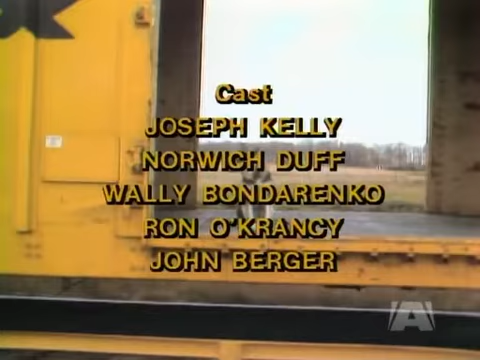 Cast
JOSEPH KELLY
NORWICH DUFF
WALLY BONDARENKO
RON O'KRANCY
JOHN BERGER
A